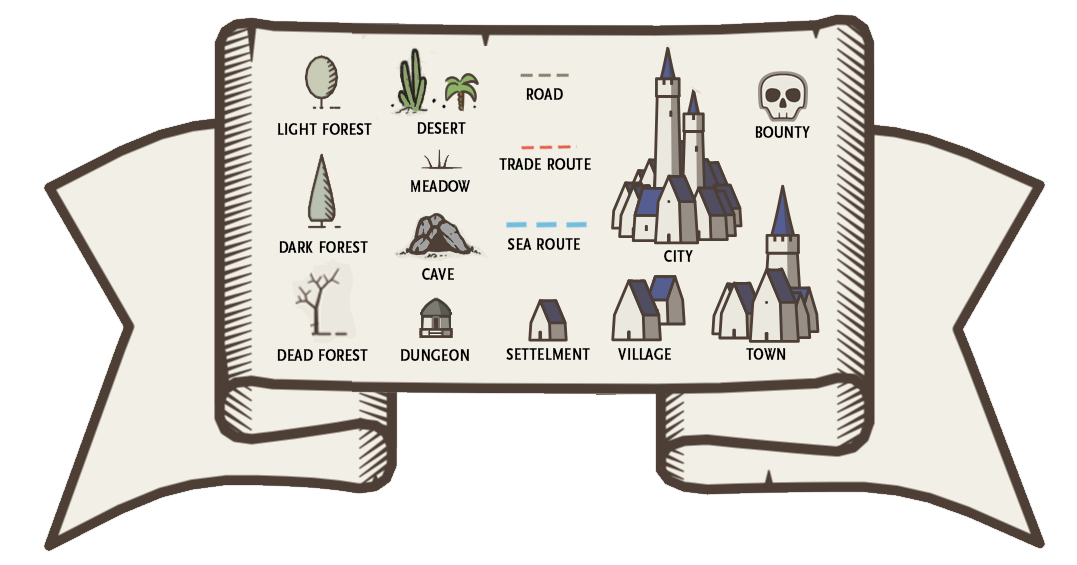 LIGHT FOREST
DARK FOREST
DEAD FOREST
DESERT
MEADOW
CAVE
DUNGEON
ROAD
TRADE ROUTE
SEA ROUTE
SETTELMENT
CITY
VILLAGE
BOUNTY
TOWN